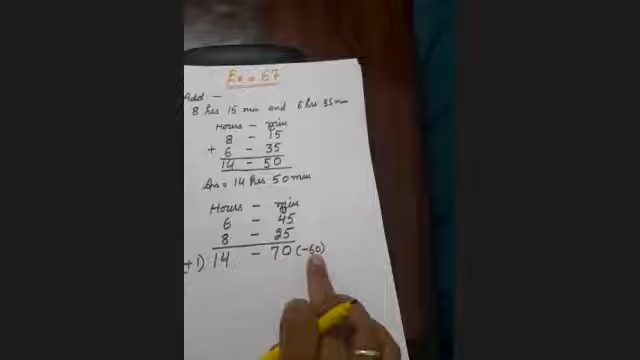 Ex = 67
Add -
8 hrs 15 min and 6 hrs 35 min
Hours - min
8 - 15
+ 6 - 35
14 - 50
Ans = 14 Hrs 50 min
Hours - min
6 - 45
8 - 25
+1) 14 - 70 (-60)